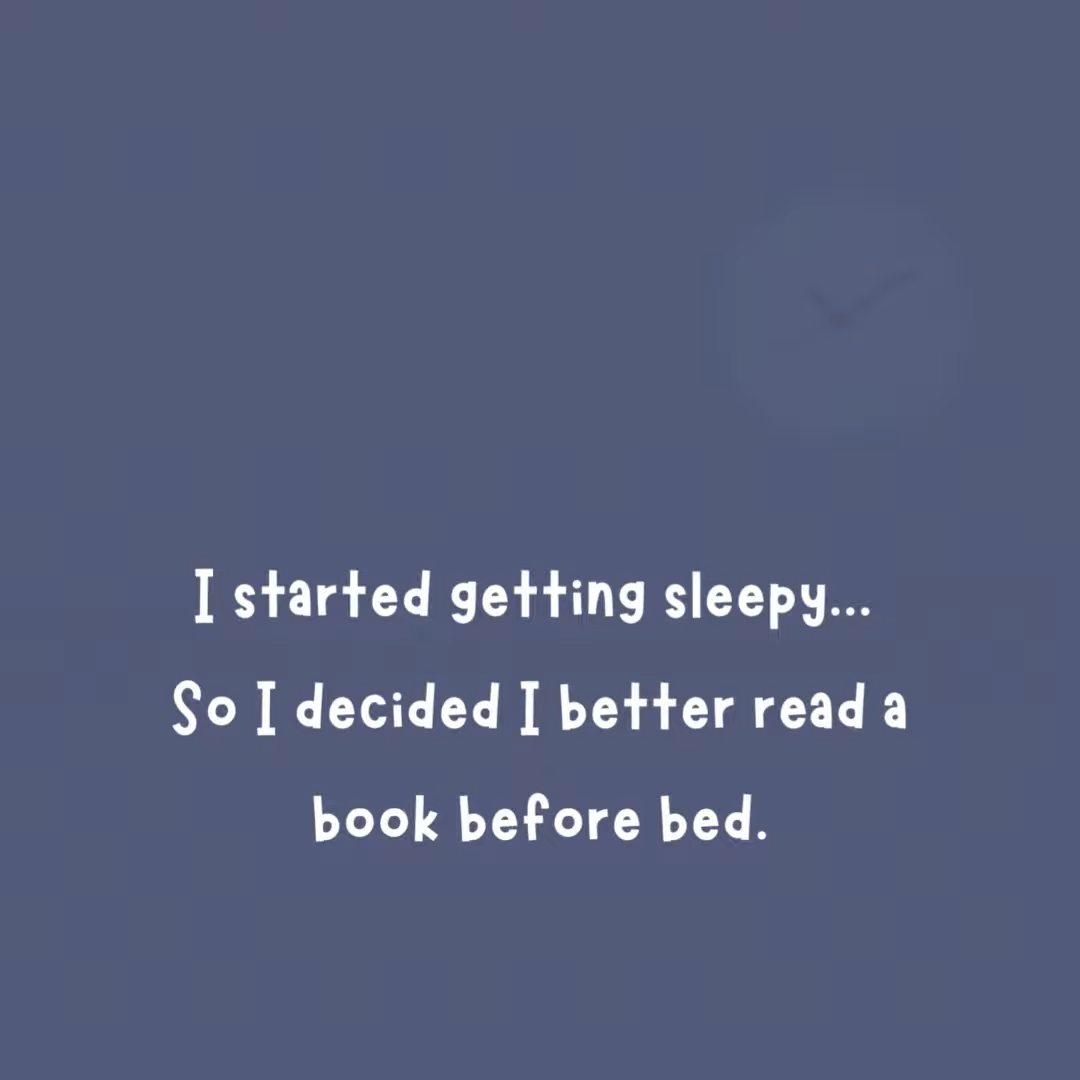 I started getting sleepy...
So I decided I better read a
book before bed.